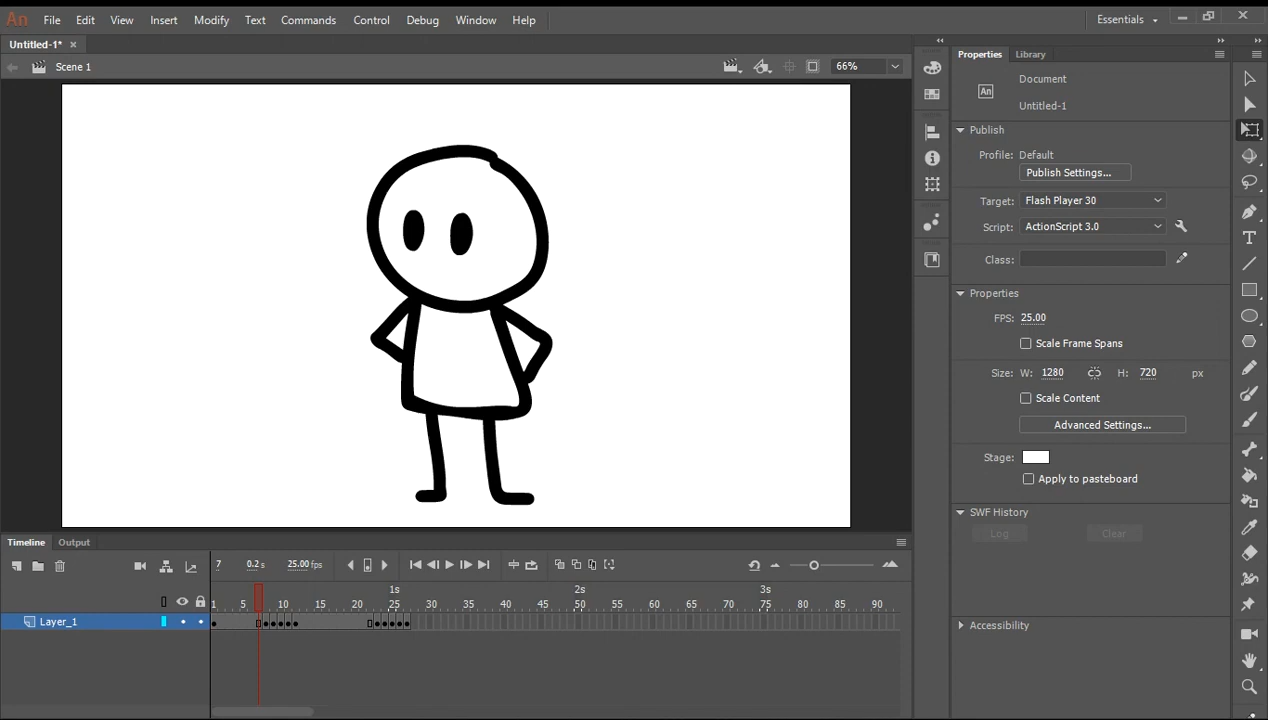 An File Edit View Insert Modify Text Commands Control Debug Window Help Essentials
Untitled-1* ×
Scene 1 66%
Properties Library
Document
An
Untitled-1
Publish
Profile: Default
Publish Settings...
Target: Flash Player 30
Script: ActionScript 3.0
Class:
Properties
FPS: 25.00
Scale Frame Spans
Size: W: 1280 H: 720 px
Scale Content
Advanced Settings...
Stage:
Apply to pasteboard
SWF History
Log Clear
Accessibility
Timeline Output
7 0.2 s 25.00 fps
1s 2s 3s
1 5 10 15 20 25 30 35 40 45 50 55 60 65 70 75 80 85 90
Layer_1